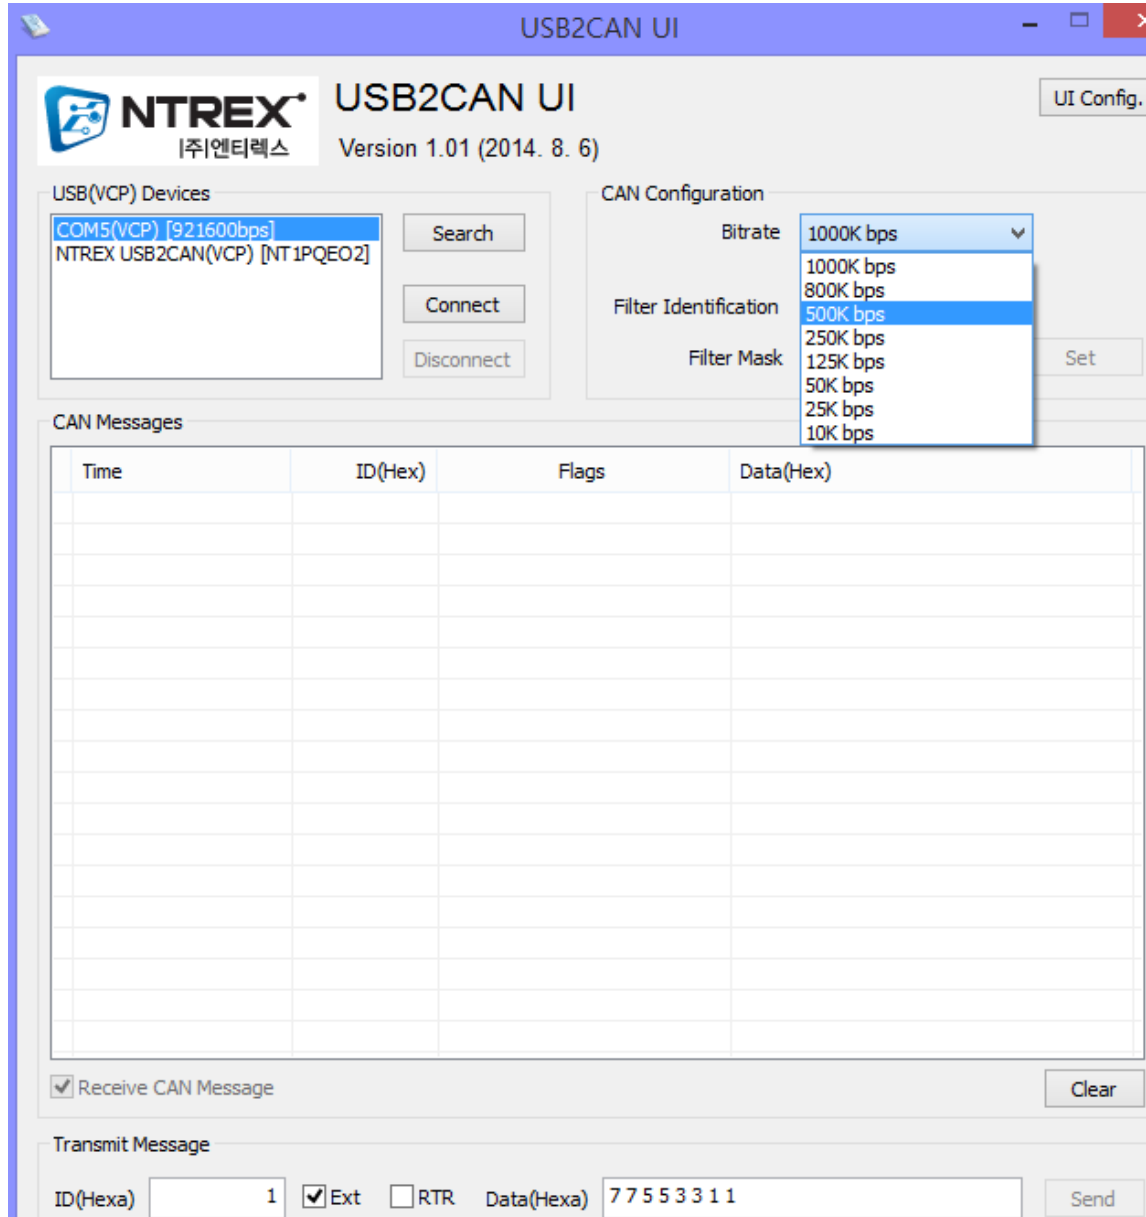 USB2CAN UI
NTREX
|주|엔티렉스
USB2CAN UI
Version 1.01 (2014. 8. 6)
UI Config.
USB(VCP) Devices
COM5(VCP) [921600bps]
NTREX USB2CAN(VCP) [NT1PQEO2]
Search
Connect
Disconnect
CAN Configuration
Bitrate 1000K bps
1000K bps
800K bps
500K bps
250K bps
125K bps
50K bps
25K bps
10K bps
Filter Identification
Filter Mask
Set
CAN Messages
Time ID(Hex) Flags Data(Hex)
Receive CAN Message
Clear
Transmit Message
ID(Hexa) 1 Ext RTR Data(Hexa) 7 7 5 5 3 3 1 1 Send